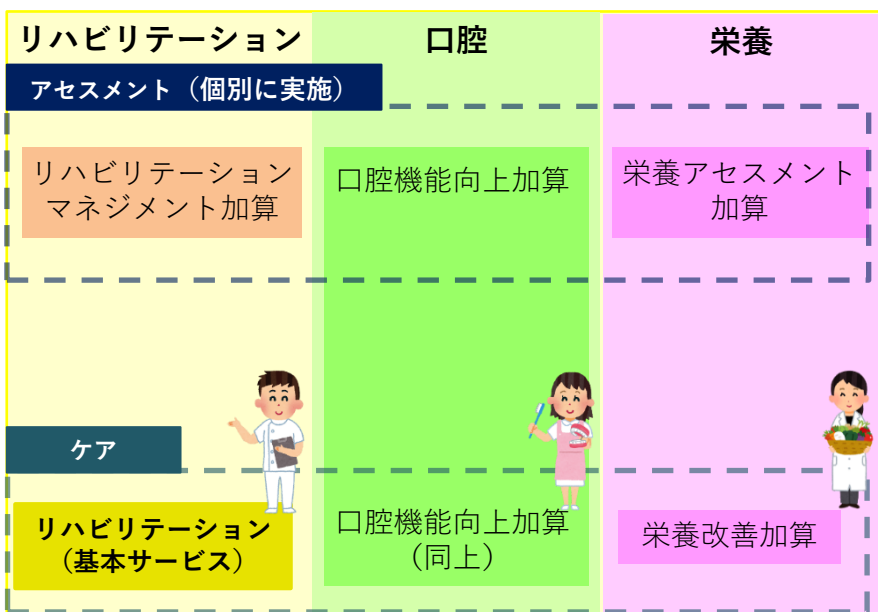 リハビリテーション
口腔
栄養
アセスメント（個別に実施）
リハビリテーション
マネジメント加算
口腔機能向上加算
栄養アセスメント
加算
ケア
リハビリテーション
（基本サービス）
口腔機能向上加算
（同上）
栄養改善加算